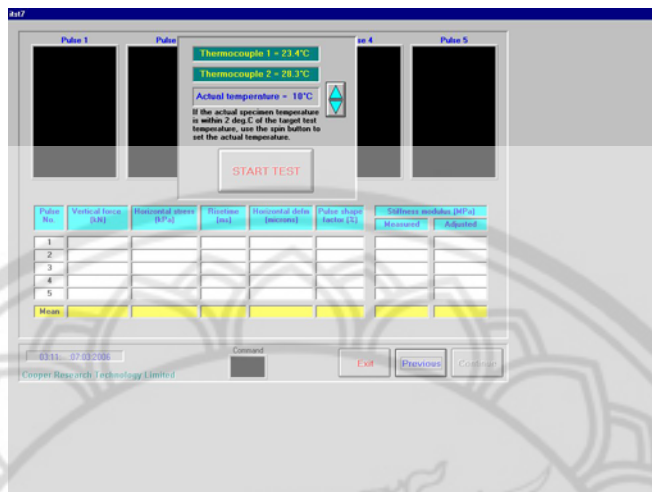 itst7
Pulse 1
Pulse
se 4
Pulse 5
Thermocouple 1 = 23.4°C
Thermocouple 2 = 28.3°C
Actual temperature = 10°C
If the actual specimen temperature
is within 2 deg.C of the target test
temperature, use the spin button to
set the actual temperature.
START TEST
Pulse No. Vertical force [kN] Horizontal stress [kPa] Risetime [ms] Horizontal defm [microns] Pulse shape factor [%] Stiffness modulus [MPa]
Measured Adjusted
1
2
3
4
5
Mean
03:11 07:03:2006
Command
Exit Previous Continue
Cooper Research Technology Limited